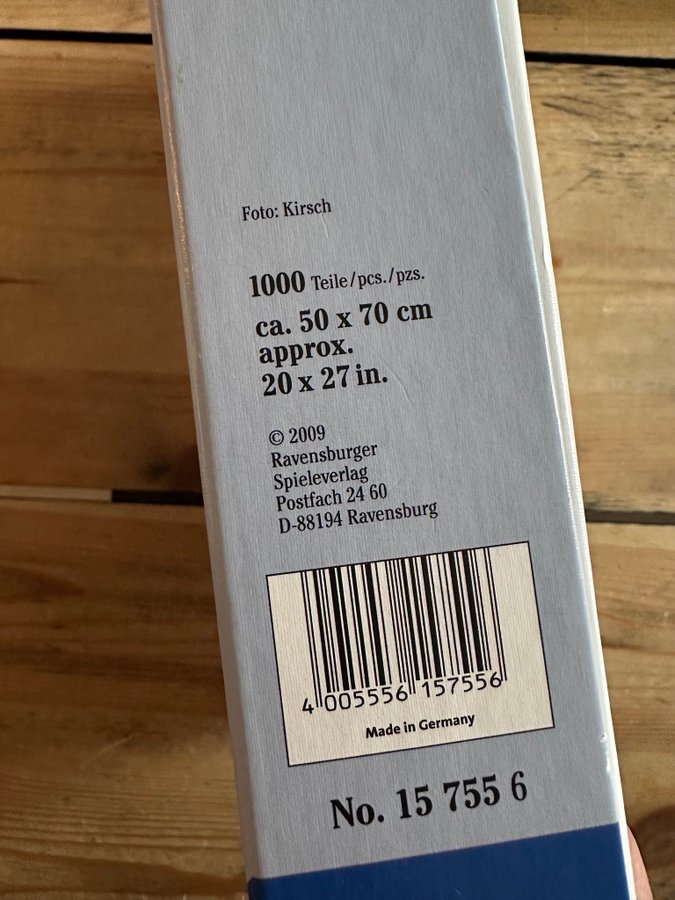 Foto: Kirsch
1000 Teile/pcs./pzs.
ca. 50 x 70 cm
approx.
20 x 27 in.
© 2009
Ravensburger
Spieleverlag
Postfach 24 60
D-88194 Ravensburg
4 005556 157556
Made in Germany
No. 15 755 6